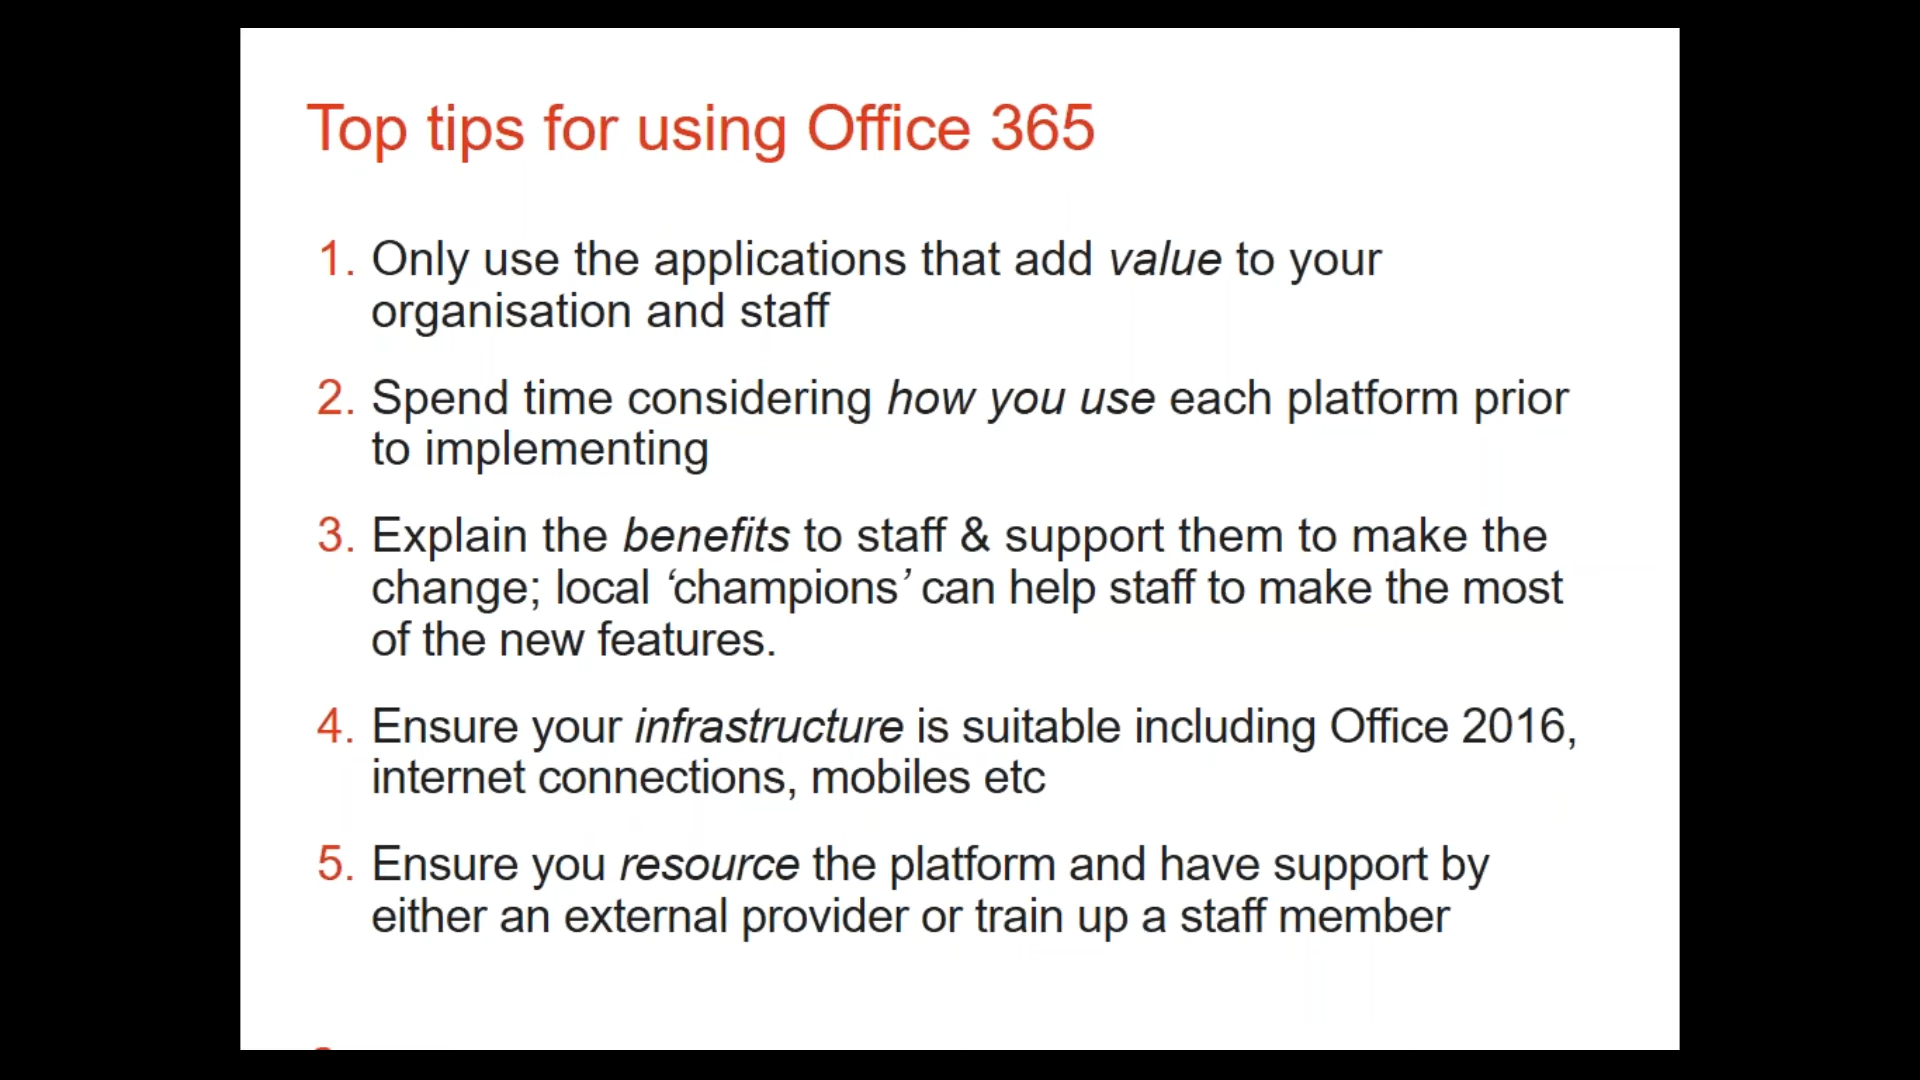 Top tips for using Office 365
1. Only use the applications that add value to your
organisation and staff
2. Spend time considering how you use each platform prior
to implementing
3. Explain the benefits to staff & support them to make the
change; local ‘champions’ can help staff to make the most
of the new features.
4. Ensure your infrastructure is suitable including Office 2016,
internet connections, mobiles etc
5. Ensure you resource the platform and have support by
either an external provider or train up a staff member